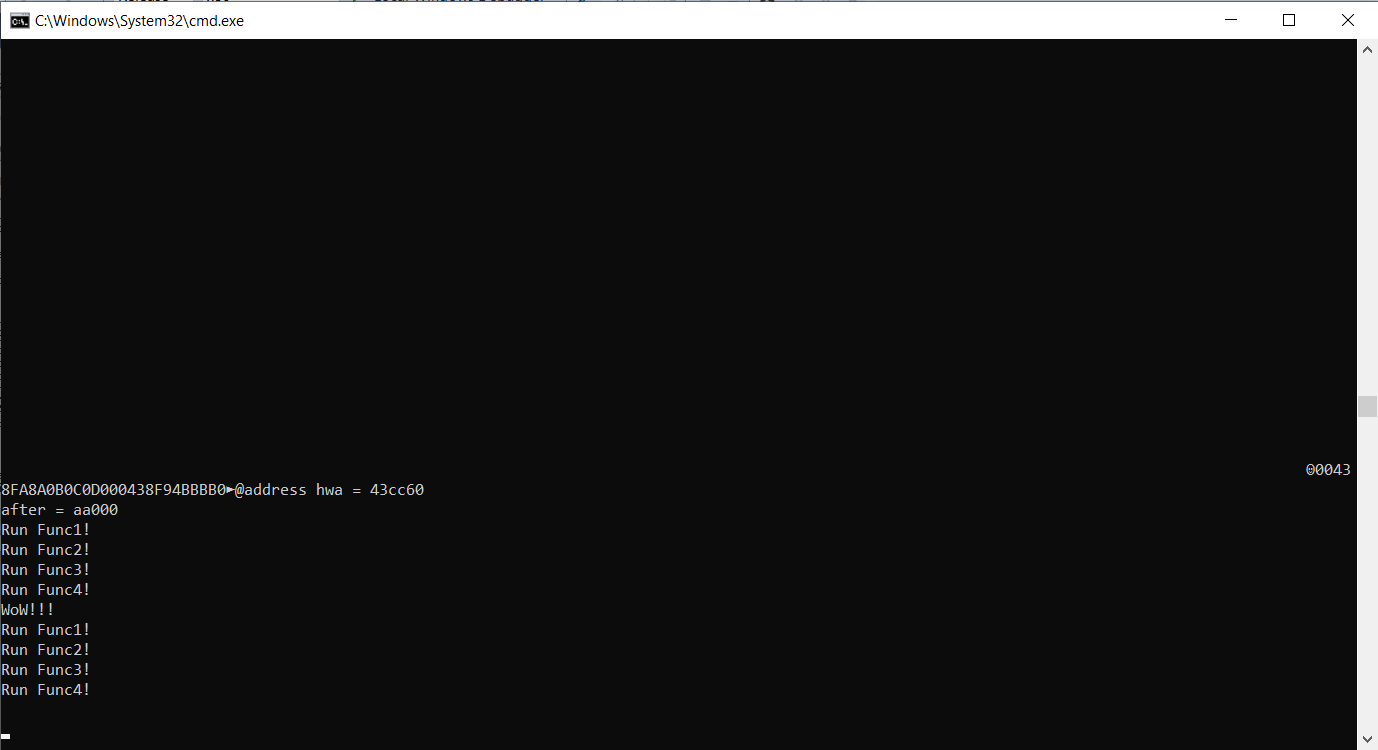 C:\Windows\System32\cmd.exe
00043
8FA8A0B0C0D000438F94BBBB0►@address hwa = 43cc60
after = aa000
Run Func1!
Run Func2!
Run Func3!
Run Func4!
WoW!!!
Run Func1!
Run Func2!
Run Func3!
Run Func4!